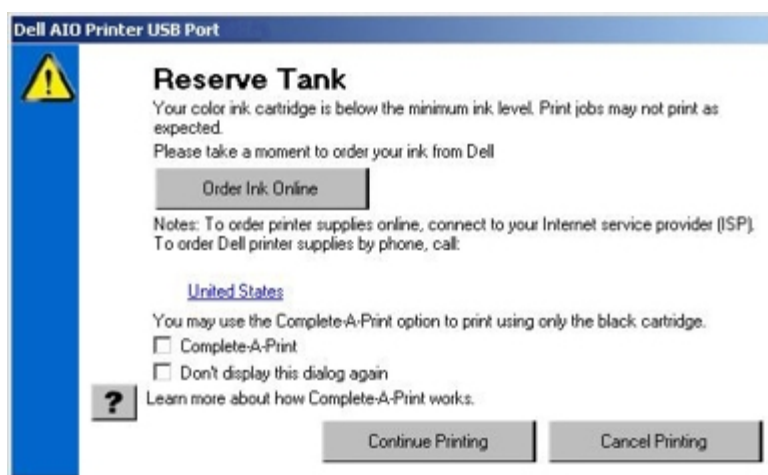 Dell AIO Printer USB Port
Reserve Tank
Your color ink cartridge is below the minimum ink level. Print jobs may not print as
expected.
Please take a moment to order your ink from Dell
Order Ink Online
Notes: To order printer supplies online, connect to your Internet service provider (ISP).
To order Dell printer supplies by phone, call:
United States
You may use the Complete-A-Print option to print using only the black cartridge.
Complete-A-Print
Don't display this dialog again
? Learn more about how Complete-A-Print works.
Continue Printing Cancel Printing